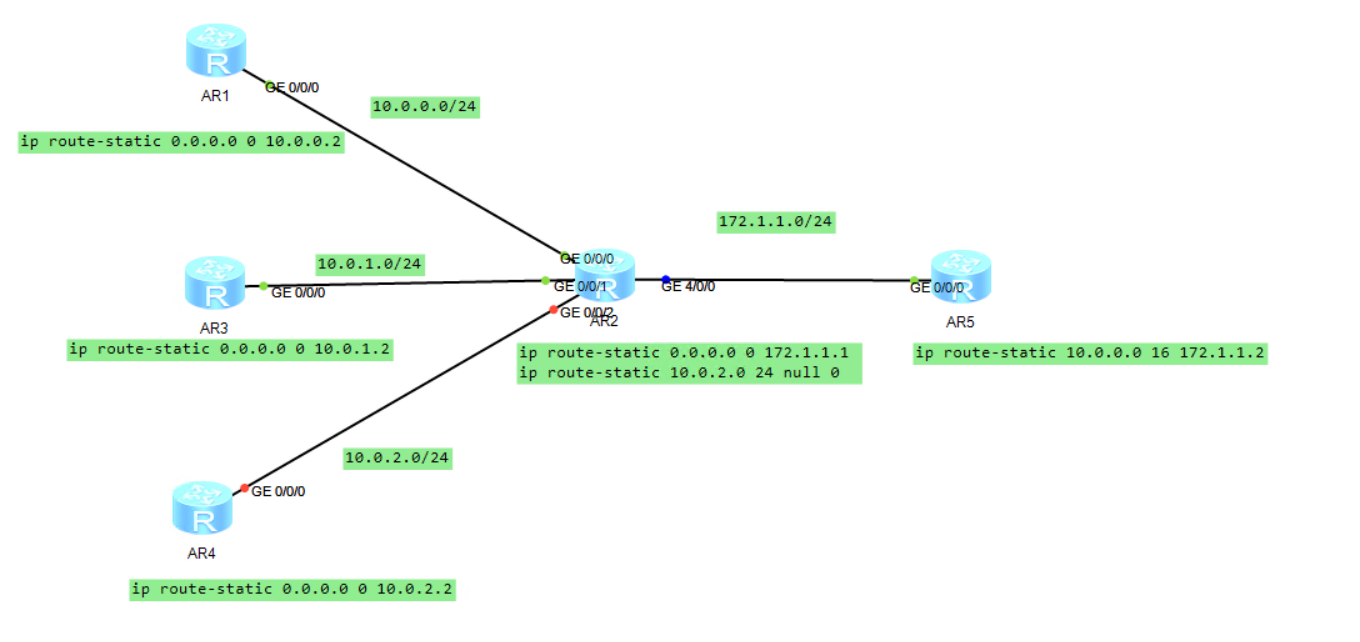 R
GE 0/0/0
AR1
10.0.0.0/24
ip route-static 0.0.0.0 0 10.0.0.2
172.1.1.0/24
10.0.1.0/24
R
GE 0/0/0
AR3
ip route-static 0.0.0.0 0 10.0.1.2
GE 0/0/0
GE 0/0/1
R
GE 0/0/2
AR2
GE 4/0/0
ip route-static 0.0.0.0 0 172.1.1.1
ip route-static 10.0.2.0 24 null 0
GE 0/0/0
R
AR5
ip route-static 10.0.0.0 16 172.1.1.2
10.0.2.0/24
GE 0/0/0
R
AR4
ip route-static 0.0.0.0 0 10.0.2.2